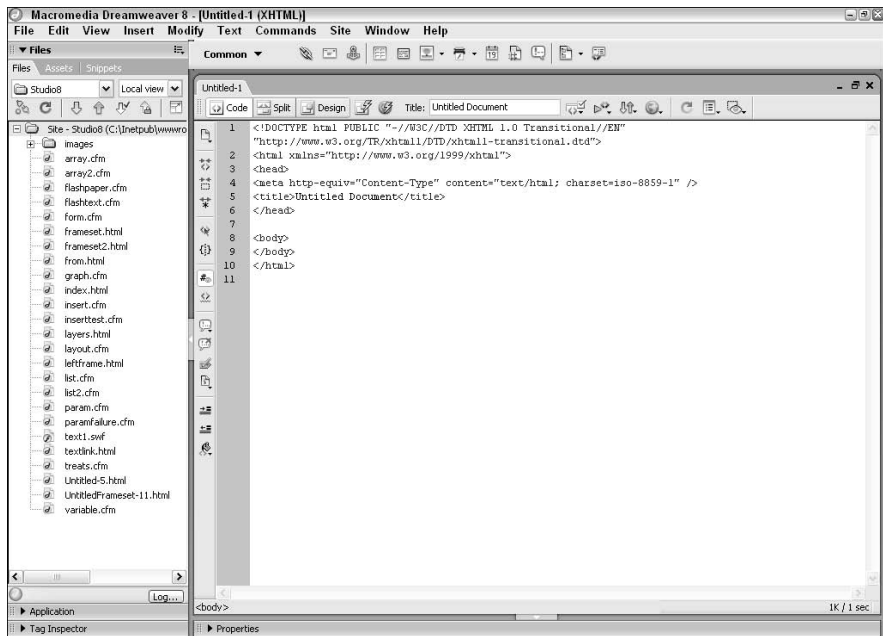 Macromedia Dreamweaver 8 - [Untitled-1 (XHTML)]
File Edit View Insert Modify Text Commands Site Window Help
Files
Files Assets Snippets
Studio8 Local view
Site - Studio8 (C:\Inetpub\wwwro
images
array.cfm
array2.cfm
flashpaper.cfm
flashtext.cfm
form.cfm
frameset.html
frameset2.html
from.html
graph.cfm
index.html
insert.cfm
inserttest.cfm
layers.html
layout.cfm
leftframe.html
list.cfm
list2.cfm
param.cfm
paramfailure.cfm
text1.swf
textlink.html
treats.cfm
Untitled-5.html
UntitledFrameset-11.html
variable.cfm
Log...
Application
Tag Inspector
Common
Untitled-1
Code Split Design Title: Untitled Document
1 <!DOCTYPE html PUBLIC "-//W3C//DTD XHTML 1.0 Transitional//EN"
"http://www.w3.org/TR/xhtml1/DTD/xhtml1-transitional.dtd">
2 <html xmlns="http://www.w3.org/1999/xhtml">
3 <head>
4 <meta http-equiv="Content-Type" content="text/html; charset=iso-8859-1" />
5 <title>Untitled Document</title>
6 </head>
7
8 <body>
9 </body>
10 </html>
11
<body> 1K / 1 sec
Properties